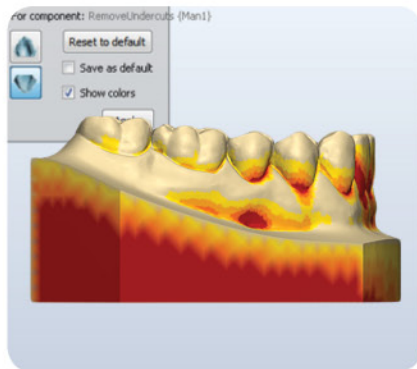 For component: RemoveUndercuts {Man1}
Reset to default
Save as default
Show colors